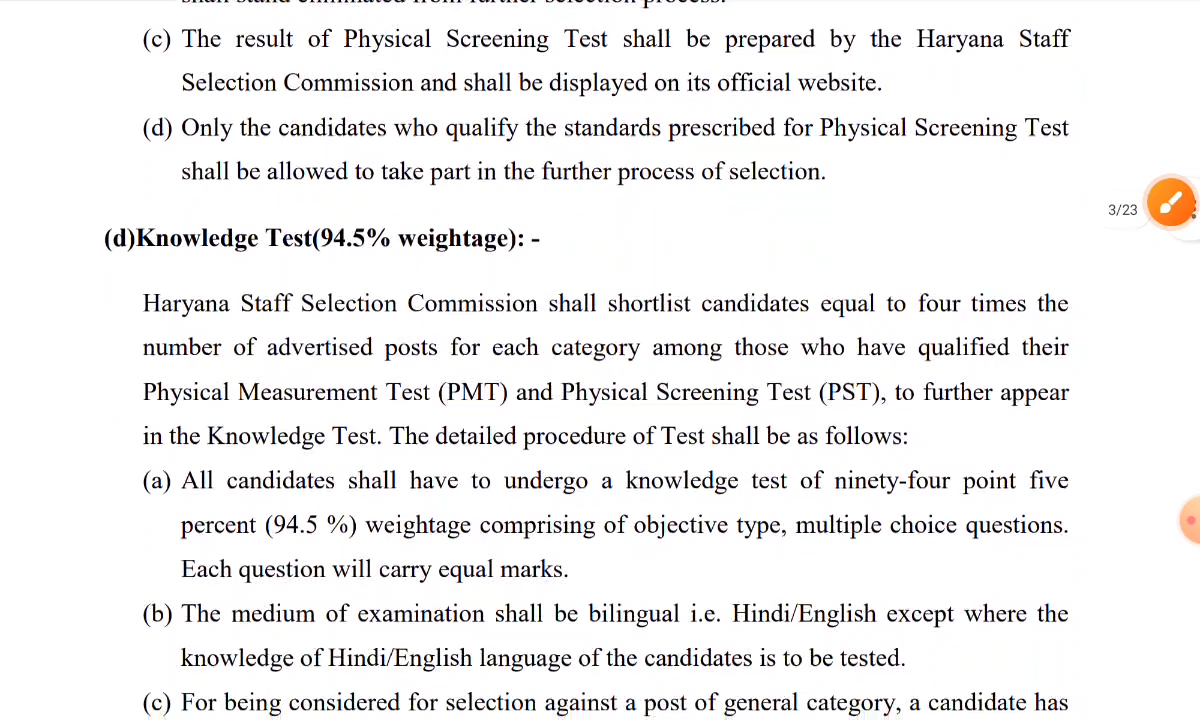 (c) The result of Physical Screening Test shall be prepared by the Haryana Staff
Selection Commission and shall be displayed on its official website.
(d) Only the candidates who qualify the standards prescribed for Physical Screening Test
shall be allowed to take part in the further process of selection.
3/23
(d)Knowledge Test(94.5% weightage): -
Haryana Staff Selection Commission shall shortlist candidates equal to four times the
number of advertised posts for each category among those who have qualified their
Physical Measurement Test (PMT) and Physical Screening Test (PST), to further appear
in the Knowledge Test. The detailed procedure of Test shall be as follows:
(a) All candidates shall have to undergo a knowledge test of ninety-four point five
percent (94.5 %) weightage comprising of objective type, multiple choice questions.
Each question will carry equal marks.
(b) The medium of examination shall be bilingual i.e. Hindi/English except where the
knowledge of Hindi/English language of the candidates is to be tested.
(c) For being considered for selection against a post of general category, a candidate has